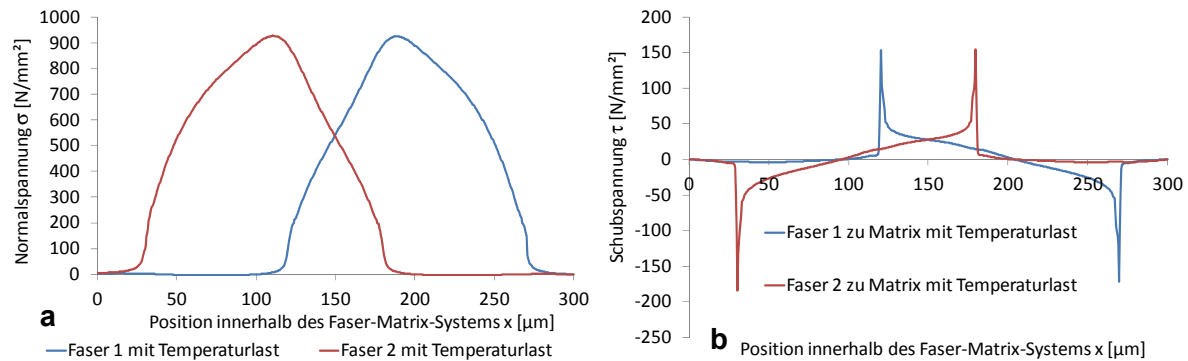 Normalspannung σ [N/mm²]
1000
900
800
700
600
500
400
300
200
100
0
0 50 100 150 200 250 300
a
Position innerhalb des Faser-Matrix-Systems x [µm]
Faser 1 mit Temperaturlast
Faser 2 mit Temperaturlast
Schubspannung τ [N/mm²]
200
150
100
50
0
-50
-100
-150
-200
-250
0 50 100 150 200 250 300
Faser 1 zu Matrix mit Temperaturlast
Faser 2 zu Matrix mit Temperaturlast
b
Position innerhalb des Faser-Matrix-Systems x [µm]